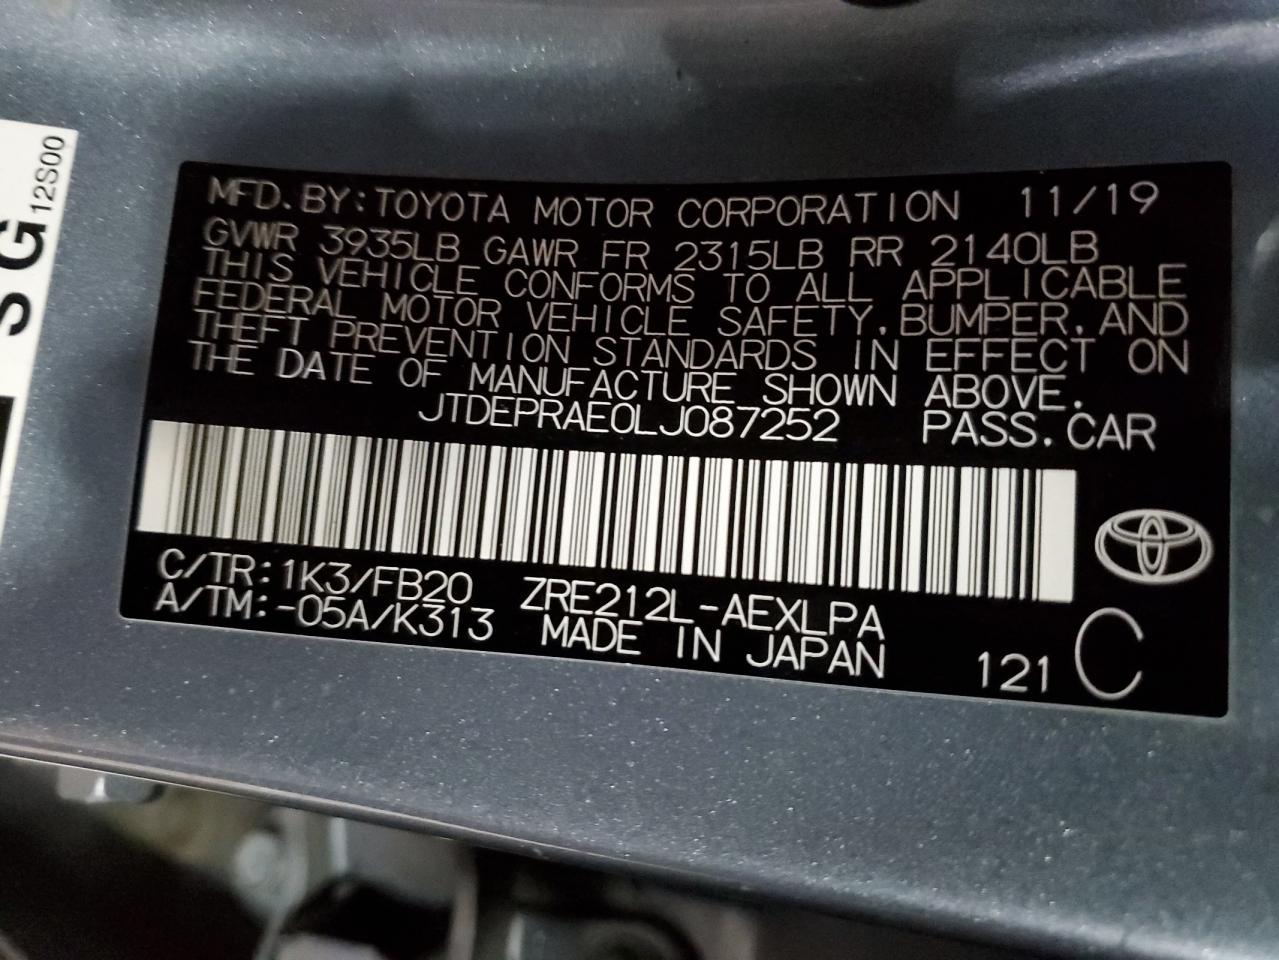 SG 12S00
MFD. BY: TOYOTA MOTOR CORPORATION 11/19
GVWR 3935LB GAWR FR 2315LB RR 2140LB
THIS VEHICLE CONFORMS TO ALL APPLICABLE
FEDERAL MOTOR VEHICLE SAFETY, BUMPER, AND
THEFT PREVENTION STANDARDS IN EFFECT ON
THE DATE OF MANUFACTURE SHOWN ABOVE.
JTDEPRAE0LJ087252 PASS. CAR
C/TR: 1K3/FB20 ZRE212L-AEXLPA
A/TM: -05A/K313 MADE IN JAPAN 121 C